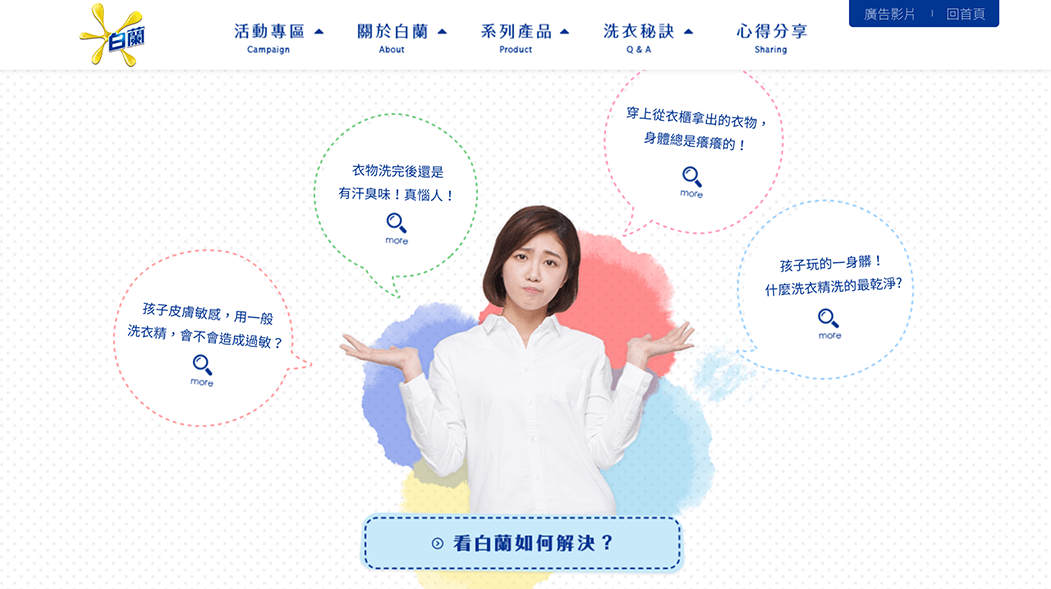 白蘭
活動專區
Campaign
關於白蘭
About
系列產品
Product
洗衣秘訣
Q & A
心得分享
Sharing
廣告影片 | 回首頁
穿上從衣櫃拿出的衣物，
身體總是癢癢的！
more
衣物洗完後還是
有汗臭味！真惱人！
more
孩子玩的一身髒！
什麼洗衣精洗的最乾淨?
more
孩子皮膚敏感，用一般
洗衣精，會不會造成過敏？
more
看白蘭如何解決？